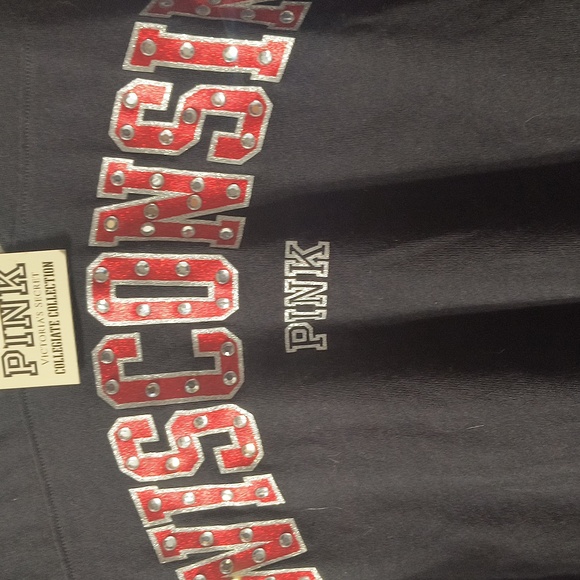 PINK
VICTORIA'S SECRET
COLLEGIATE COLLECTION
WISCONSIN
PINK